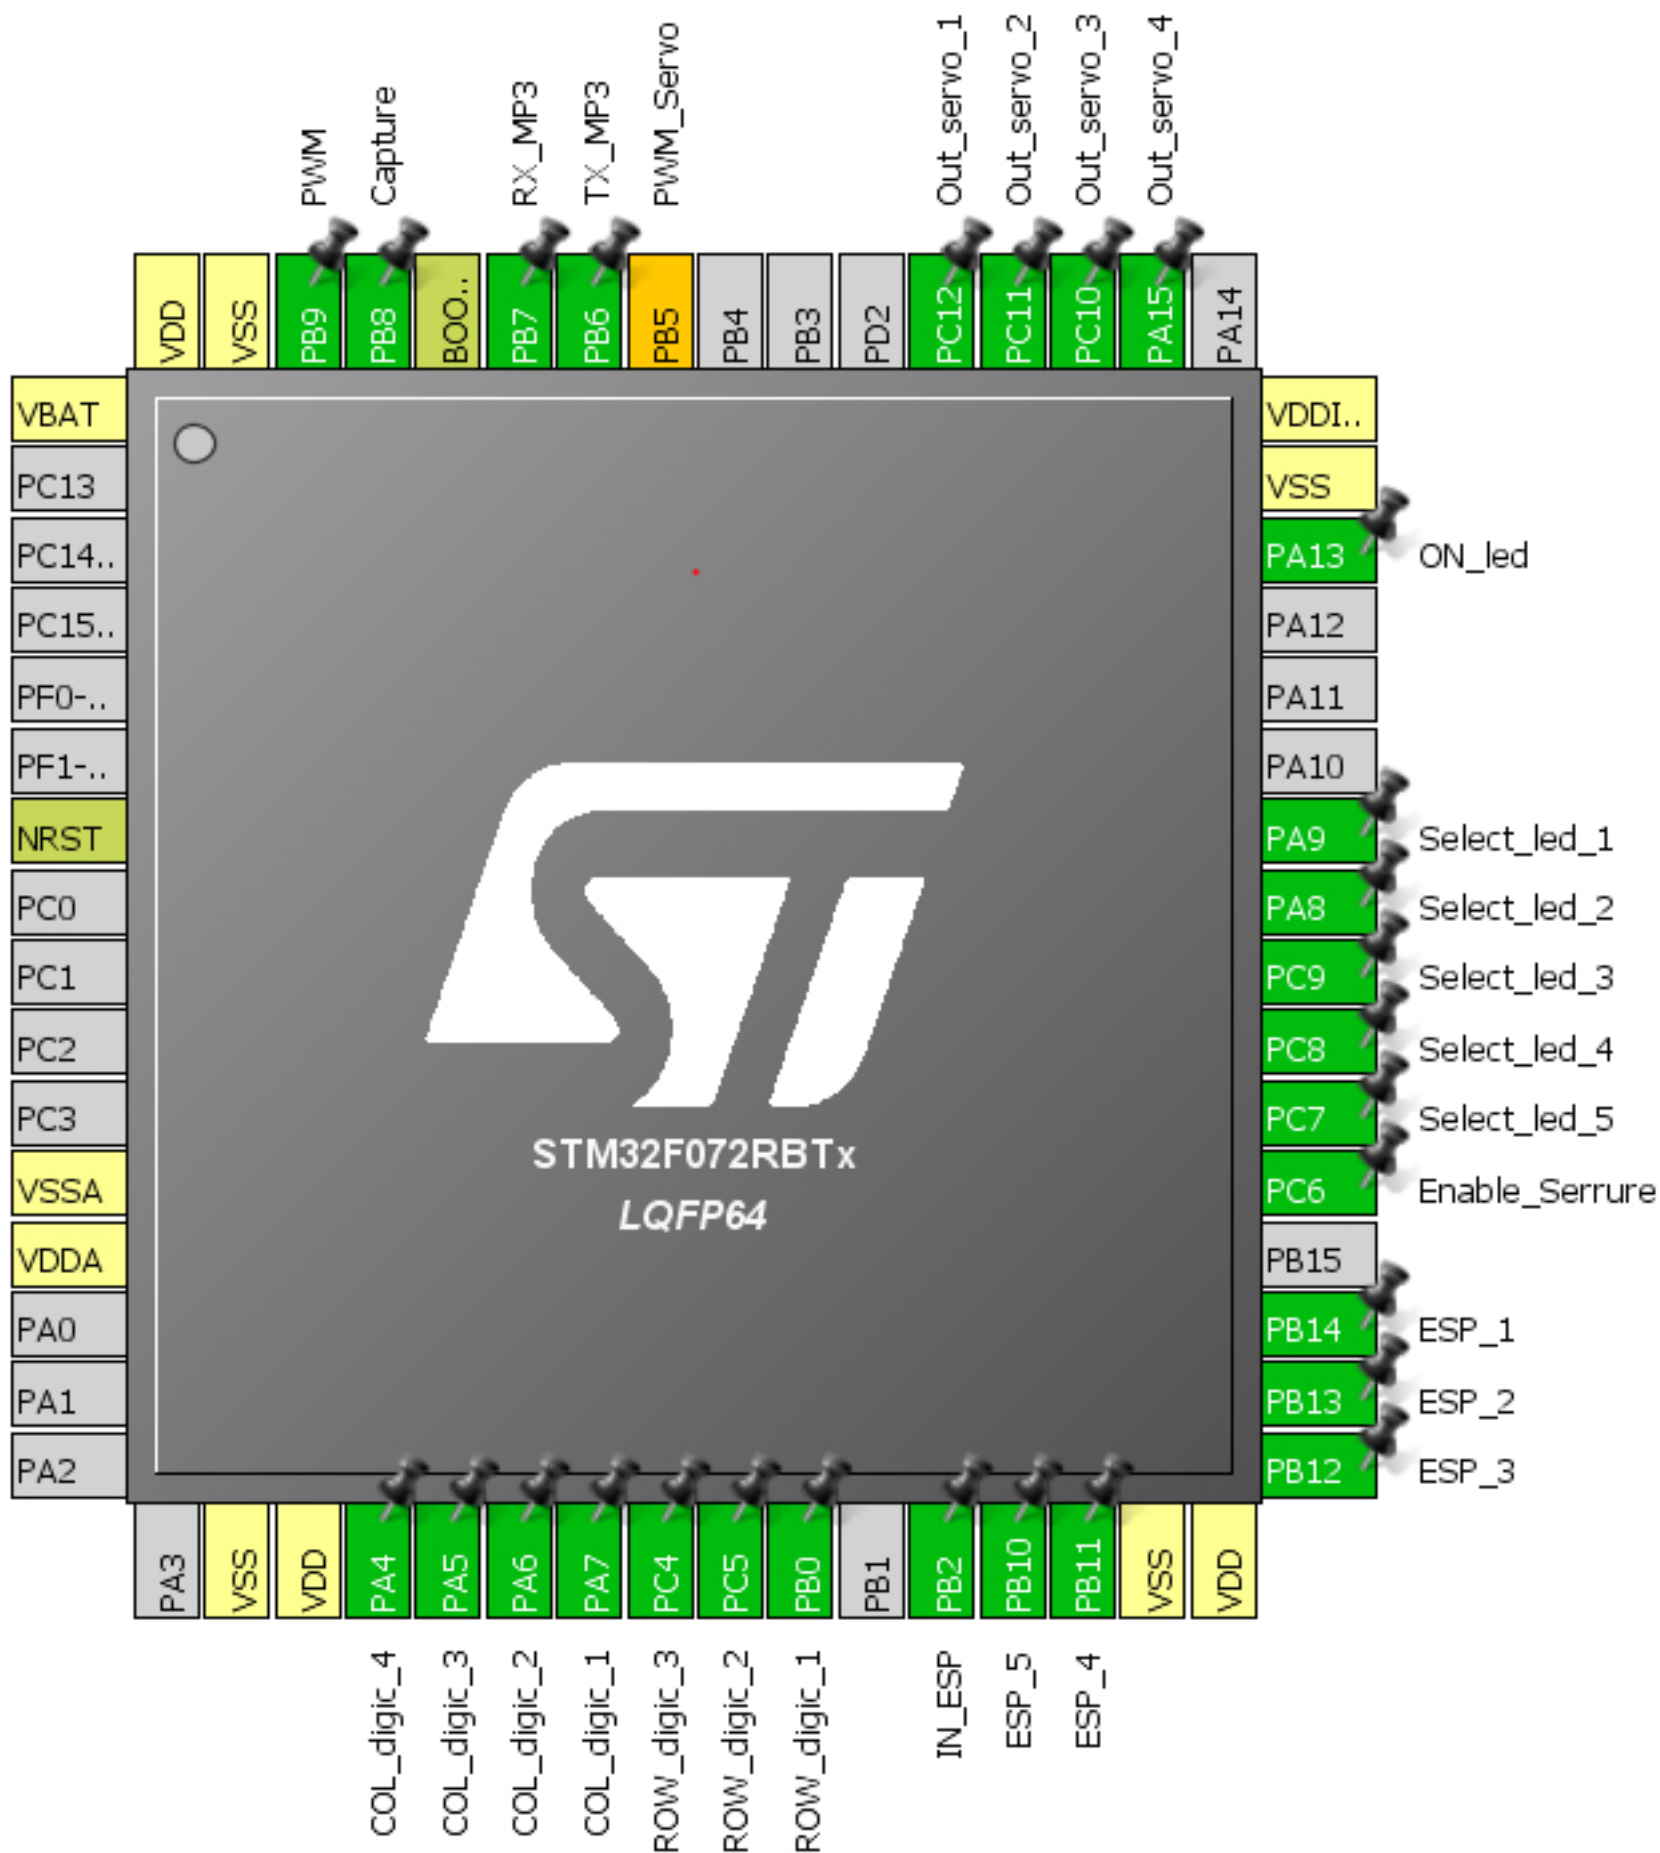 PWM
Capture
RX_MP3
TX_MP3
PWM_Servo
Out_servo_1
Out_servo_2
Out_servo_3
Out_servo_4
VDD
VSS
PB9
PB8
BOO..
PB7
PB6
PB5
PB4
PB3
PD2
PC12
PC11
PC10
PA15
PA14
VBAT
PC13
PC14..
PC15..
PF0-..
PF1-..
NRST
PC0
PC1
PC2
PC3
VSSA
VDDA
PA0
PA1
PA2
ST
STM32F072RBTx
LQFP64
VDDI..
VSS
PA13 ON_led
PA12
PA11
PA10
PA9 Select_led_1
PA8 Select_led_2
PC9 Select_led_3
PC8 Select_led_4
PC7 Select_led_5
PC6 Enable_Serrure
PB15
PB14 ESP_1
PB13 ESP_2
PB12 ESP_3
PA3
VSS
VDD
PA4
PA5
PA6
PA7
PC4
PC5
PB0
PB1
PB2
PB10
PB11
VSS
VDD
COL_digic_4
COL_digic_3
COL_digic_2
COL_digic_1
ROW_digic_3
ROW_digic_2
ROW_digic_1
IN_ESP
ESP_5
ESP_4